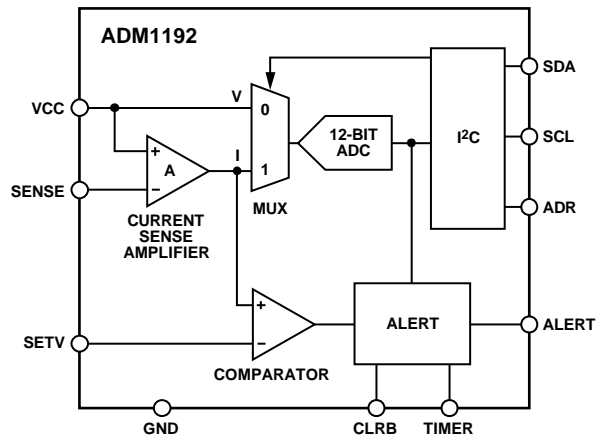 ADM1192
VCC
V
0
12-BIT
ADC
I²C
SDA
SCL
ADR
SENSE
+
A
−
I
1
MUX
CURRENT
SENSE
AMPLIFIER
SETV
+
−
COMPARATOR
ALERT
ALERT
GND
CLRB
TIMER